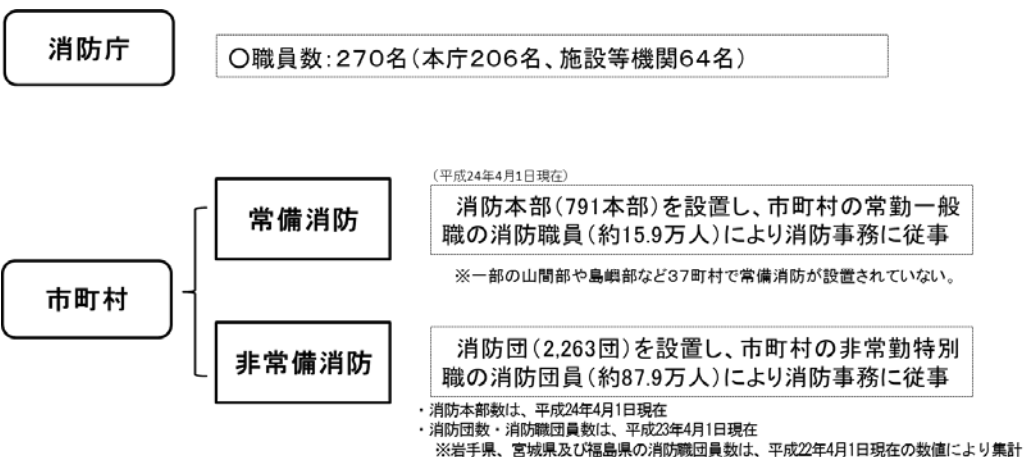 消防庁
〇職員数:270名(本庁206名、施設等機関64名)
(平成24年4月1日現在)
常備消防
消防本部(791本部)を設置し、市町村の常勤一般
職の消防職員(約15.9万人)により消防事務に従事
※一部の山間部や島嶼部など37町村で常備消防が設置されていない。
市町村
非常備消防
消防団(2,263団)を設置し、市町村の非常勤特別
職の消防団員(約87.9万人)により消防事務に従事
・消防本部数は、平成24年4月1日現在
・消防団数・消防職団員数は、平成23年4月1日現在
※岩手県、宮城県及び福島県の消防職団員数は、平成22年4月1日現在の数値により集計